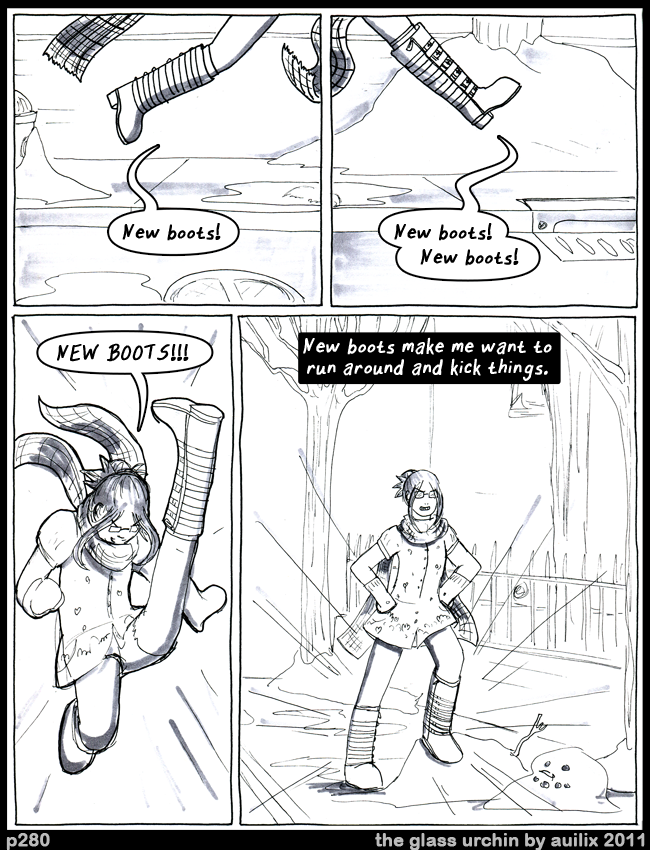 New boots!
New boots!
New boots!
NEW BOOTS!!!
New boots make me want to
run around and kick things.
p280
the glass urchin by auilix 2011